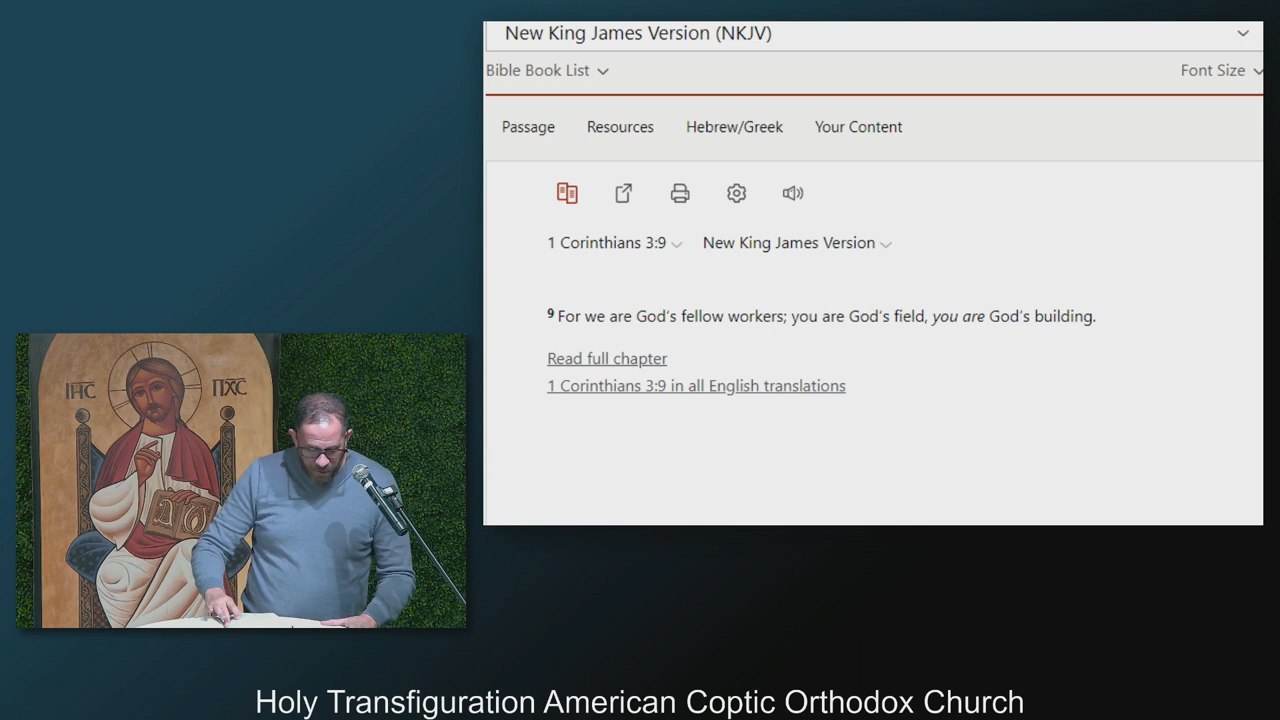 New King James Version (NKJV)
Bible Book List
Font Size
Passage Resources Hebrew/Greek Your Content
1 Corinthians 3:9 New King James Version
9 For we are God's fellow workers; you are God's field, you are God's building.
Read full chapter
1 Corinthians 3:9 in all English translations
ΙΗ̅C̅ Π̅Χ̅C̅
Ⲁ Ⲱ
Holy Transfiguration American Coptic Orthodox Church